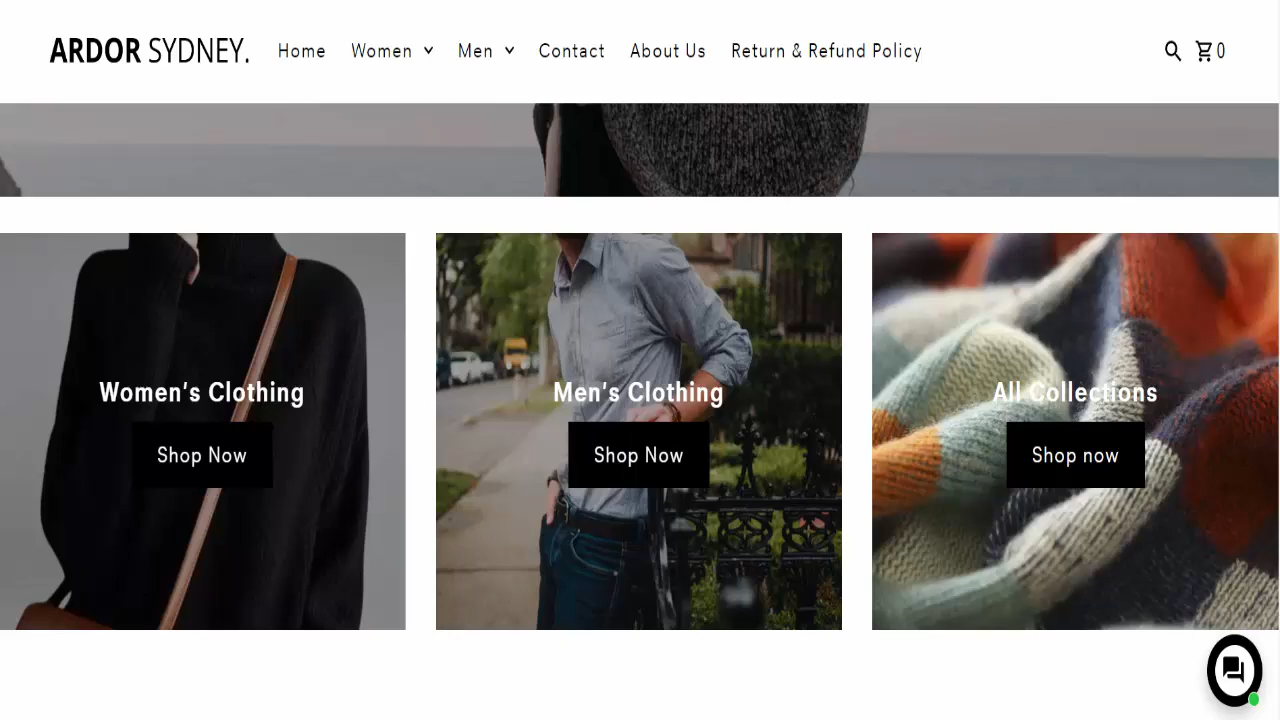 ARDOR SYDNEY. Home Women Men Contact About Us Return & Refund Policy 0
Women's Clothing Men's Clothing All Collections
Shop Now Shop Now Shop now